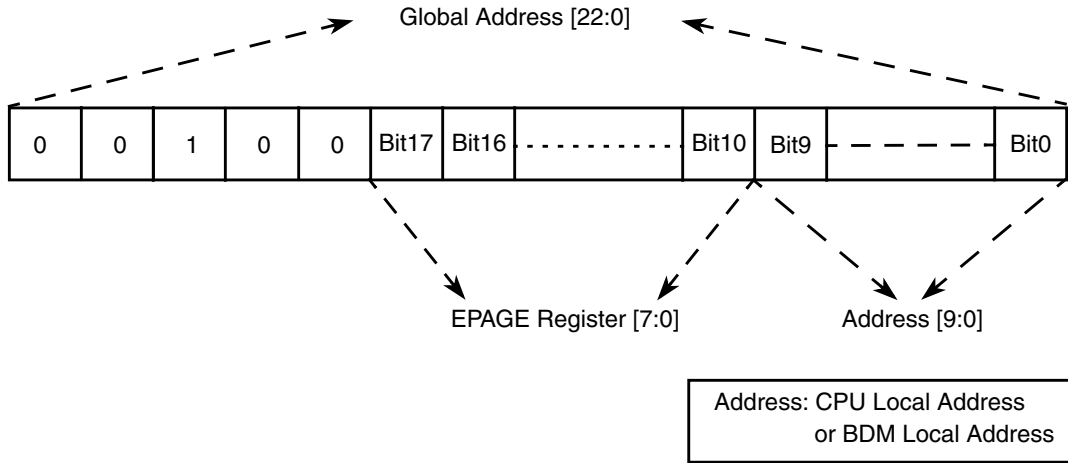 Global Address [22:0]
0 0 1 0 0 Bit17 Bit16 Bit10 Bit9 Bit0
EPAGE Register [7:0]
Address [9:0]
Address: CPU Local Address
or BDM Local Address